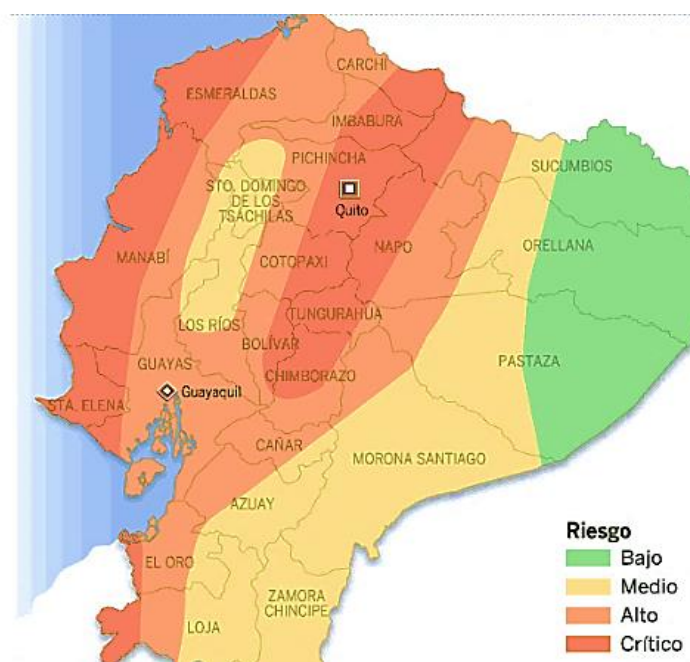 CARCHI
ESMERALDAS
IMBABURA
PICHINCHA
SUCUMBIOS
STO. DOMINGO
DE LOS
TSÁCHILAS
Quito
ORELLANA
NAPO
MANABÍ
COTOPAXI
TUNGURAHUA
LOS RÍOS
BOLÍVAR
PASTAZA
GUAYAS
CHIMBORAZO
Guayaquil
STA. ELENA
CAÑAR
MORONA SANTIAGO
AZUAY
EL ORO
ZAMORA
CHINCIPE
LOJA
Riesgo
Bajo
Medio
Alto
Crítico